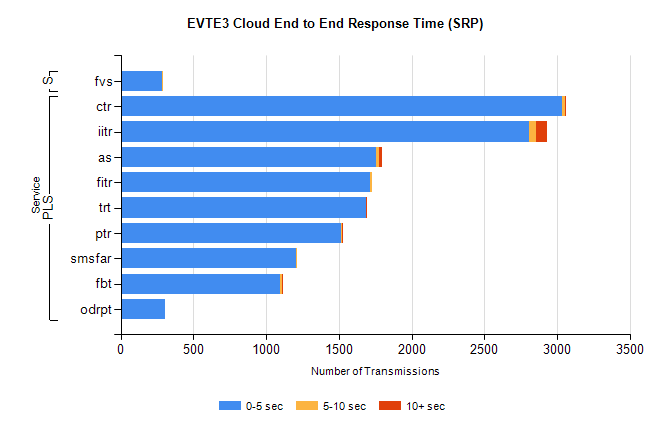 EVTE3 Cloud End to End Response Time (SRP)
Service
S
PLS
fvs
ctr
iitr
as
fitr
trt
ptr
smsfar
fbt
odrpt
0 500 1000 1500 2000 2500 3000 3500
Number of Transmissions
0-5 sec 5-10 sec 10+ sec